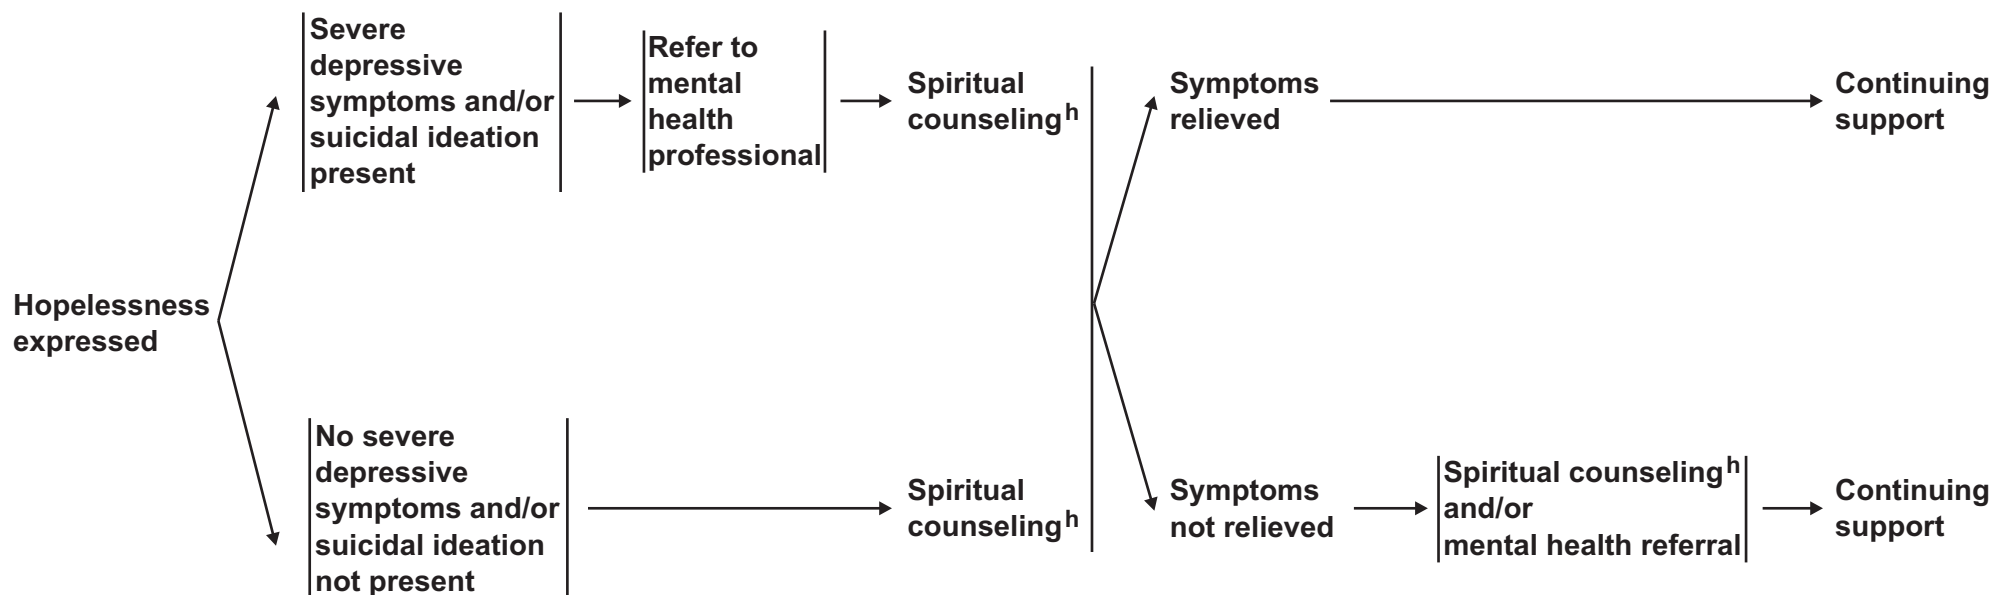 Hopelessness
expressed
Severe
depressive
symptoms and/or
suicidal ideation
present
Refer to
mental
health
professional
Spiritual
counseling h
No severe
depressive
symptoms and/or
suicidal ideation
not present
Spiritual
counseling h
Symptoms
relieved
Continuing
support
Symptoms
not relieved
Spiritual counseling h
and/or
mental health referral
Continuing
support